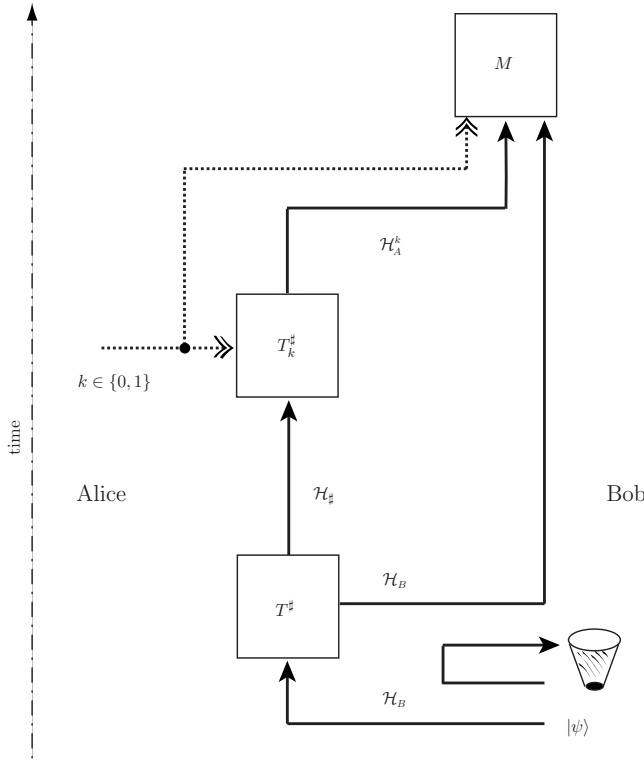 M
𝓗_A^k
T_k^♯
k ∈ {0, 1}
time
𝓗_♯
Alice
Bob
T^♯
𝓗_B
𝓗_B
|ψ⟩